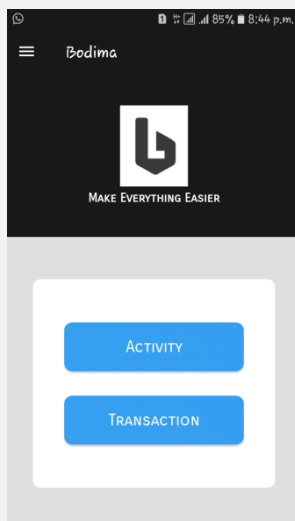 85% 8:44 p.m.
Bodima
b
MAKE EVERYTHING EASIER
ACTIVITY
TRANSACTION